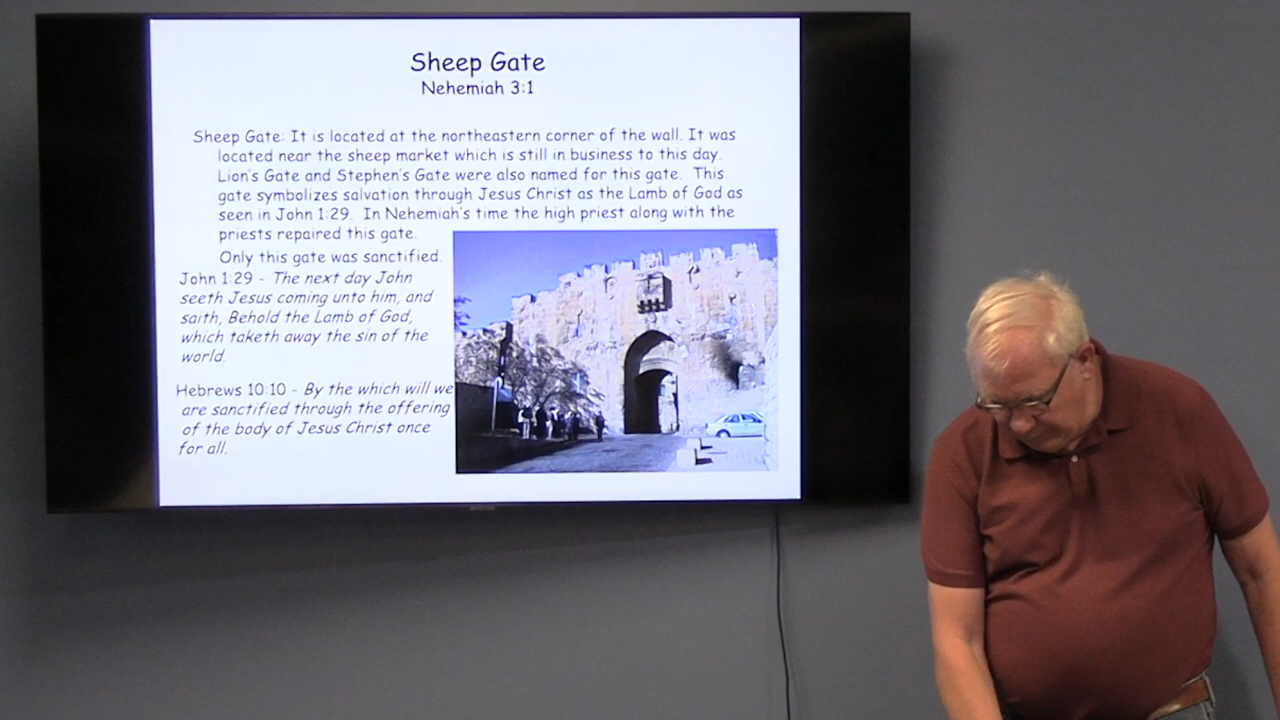 Sheep Gate
Nehemiah 3:1
Sheep Gate: It is located at the northeastern corner of the wall. It was
located near the sheep market which is still in business to this day.
Lion's Gate and Stephen's Gate were also named for this gate. This
gate symbolizes salvation through Jesus Christ as the Lamb of God as
seen in John 1:29. In Nehemiah's time the high priest along with the
priests repaired this gate.
Only this gate was sanctified.
John 1:29 - The next day John
seeth Jesus coming unto him, and
saith, Behold the Lamb of God,
which taketh away the sin of the
world.
Hebrews 10:10 - By the which will we
are sanctified through the offering
of the body of Jesus Christ once
for all.